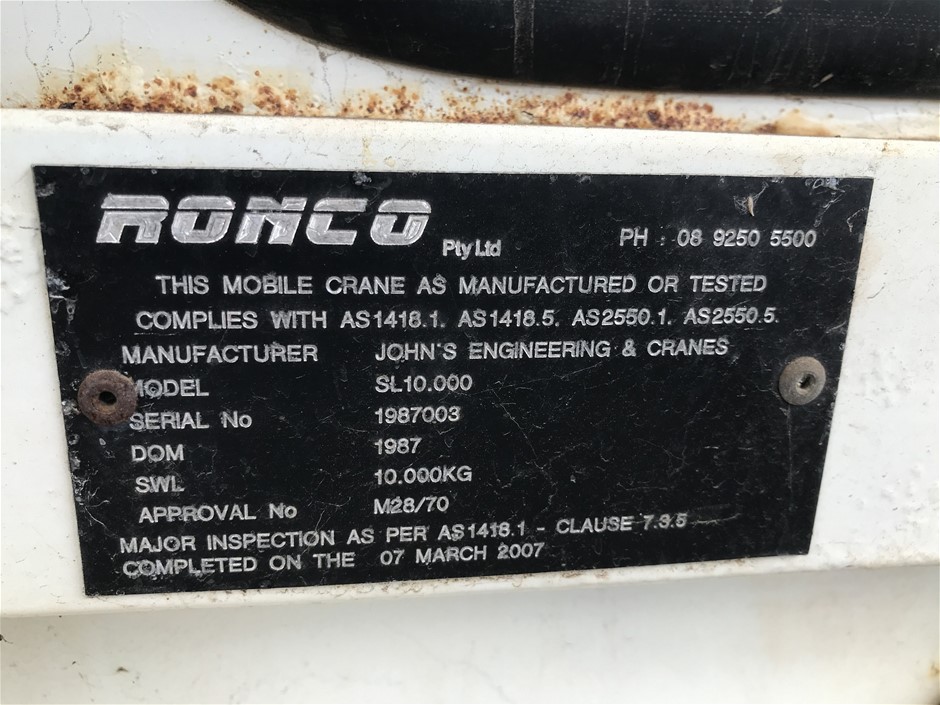 RONCO Pty Ltd PH : 08 9250 5500
THIS MOBILE CRANE AS MANUFACTURED OR TESTED
COMPLIES WITH AS1418.1. AS1418.5. AS2550.1. AS2550.5.
MANUFACTURER JOHN'S ENGINEERING & CRANES
MODEL SL10.000
SERIAL No 1987003
DOM 1987
SWL 10.000KG
APPROVAL No M28/70
MAJOR INSPECTION AS PER AS1418.1 - CLAUSE 7.3.5
COMPLETED ON THE 07 MARCH 2007